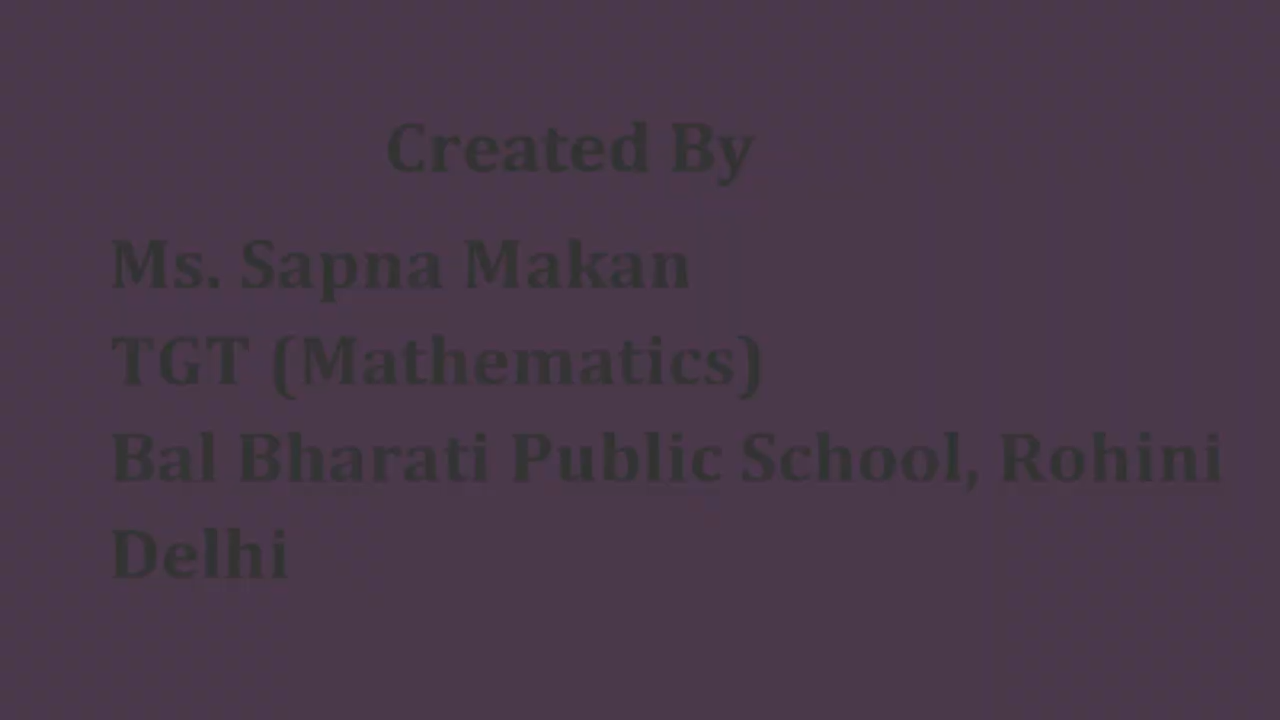 Created By
Ms. Sapna Makan
TGT (Mathematics)
Bal Bharati Public School, Rohini
Delhi